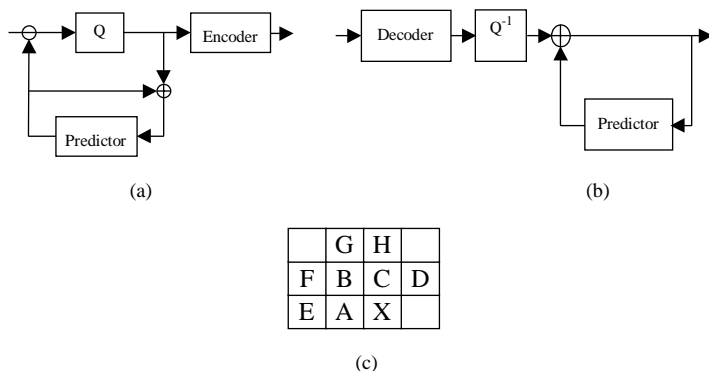 Q
Encoder
Predictor
(a)
Decoder
Q-1
Predictor
(b)
G H
F B C D
E A X
(c)